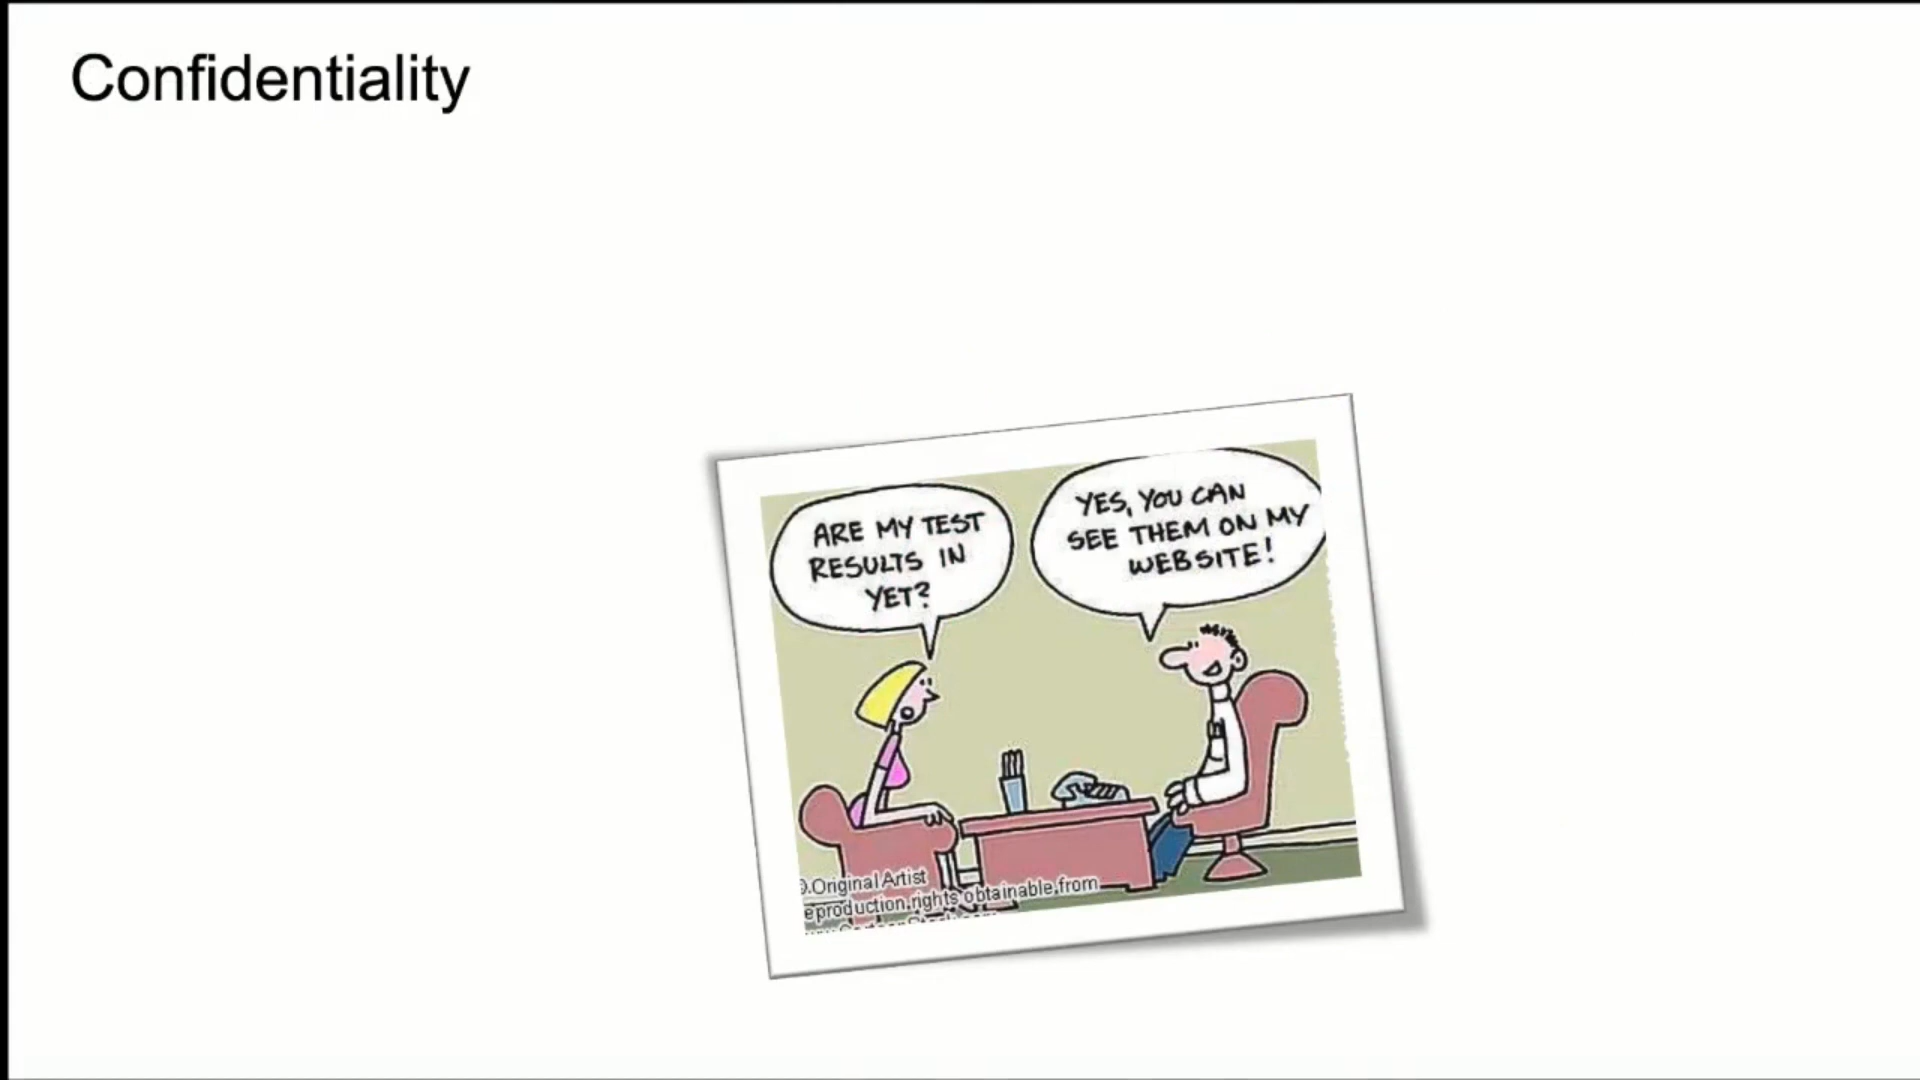 Confidentiality
ARE MY TEST
RESULTS IN
YET?
YES, YOU CAN
SEE THEM ON MY
WEBSITE!
Original Artist
eproduction rights obtainable from